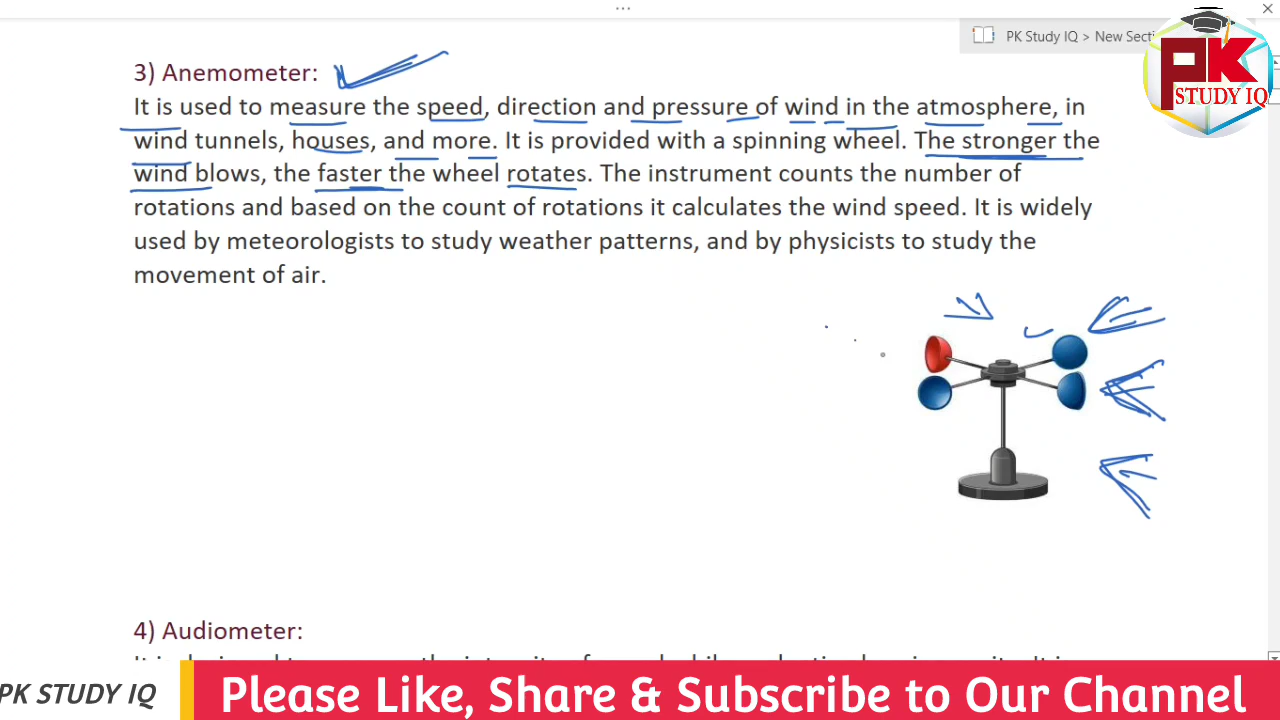 PK Study IQ > New Secti
PK
STUDY IQ
3) Anemometer:
It is used to measure the speed, direction and pressure of wind in the atmosphere, in
wind tunnels, houses, and more. It is provided with a spinning wheel. The stronger the
wind blows, the faster the wheel rotates. The instrument counts the number of
rotations and based on the count of rotations it calculates the wind speed. It is widely
used by meteorologists to study weather patterns, and by physicists to study the
movement of air.
4) Audiometer:
PK STUDY IQ
Please Like, Share & Subscribe to Our Channel